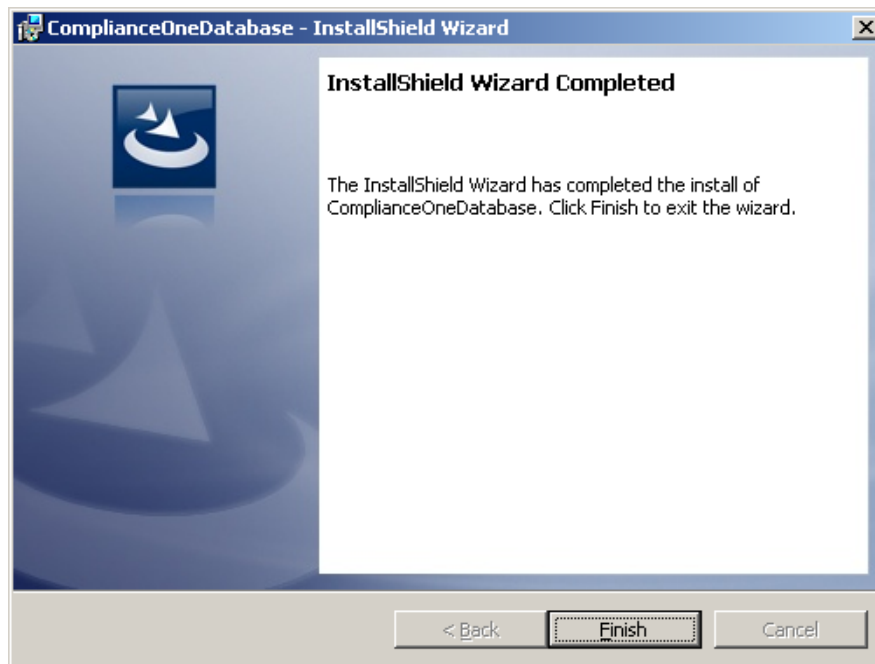 ComplianceOneDatabase - InstallShield Wizard
InstallShield Wizard Completed
The InstallShield Wizard has completed the install of
ComplianceOneDatabase. Click Finish to exit the wizard.
< Back
Finish
Cancel